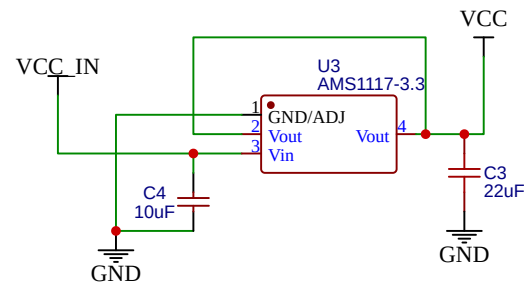 VCC
VCC_IN
U3
AMS1117-3.3
1
GND/ADJ
2
Vout
Vout
4
3
Vin
C4
10uF
C3
22uF
GND
GND